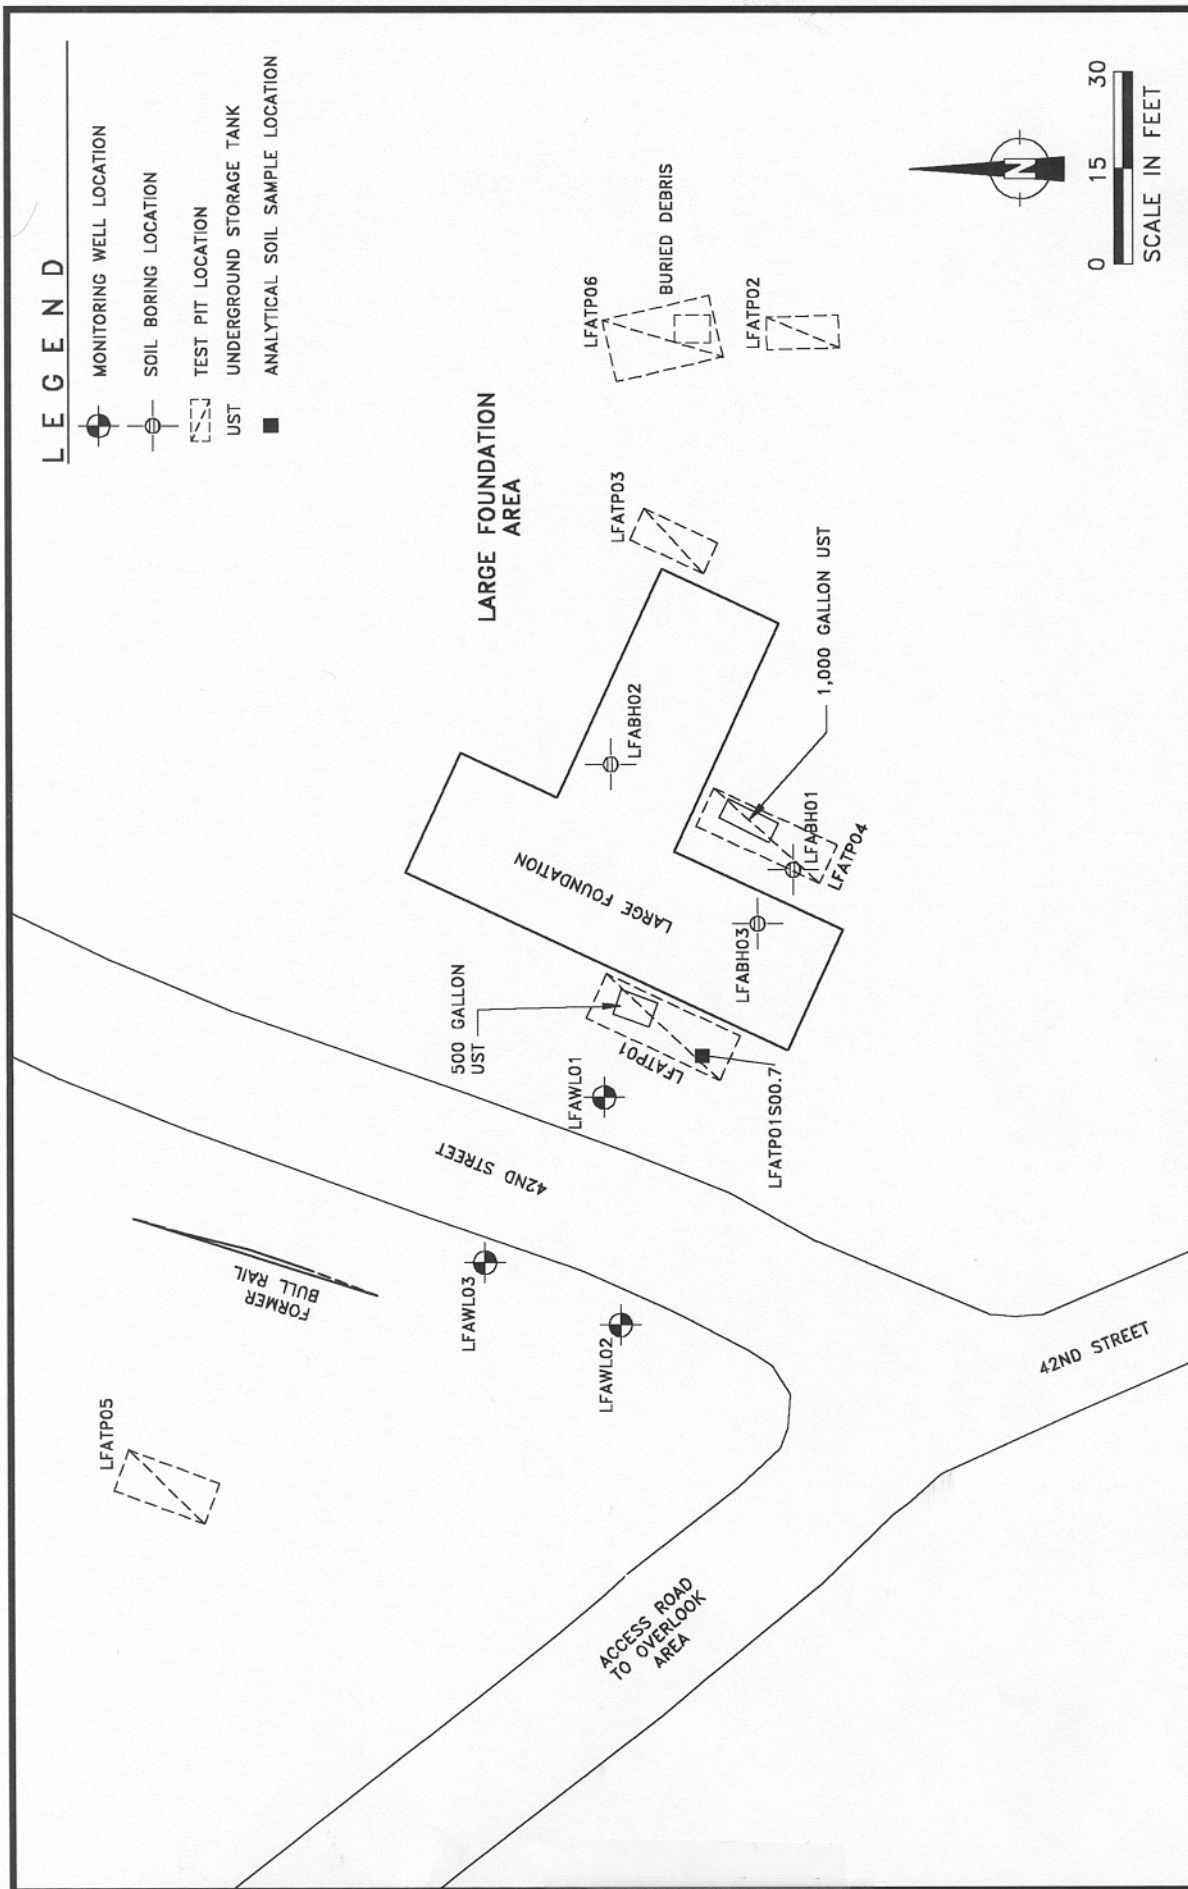 LEGEND
MONITORING WELL LOCATION
SOIL BORING LOCATION
TEST PIT LOCATION
UST UNDERGROUND STORAGE TANK
ANALYTICAL SOIL SAMPLE LOCATION
LFATP05
FORMER
BULL RAIL
LFAWL03
LFAWL02
42ND STREET
LFAWL01
500 GALLON
UST
LFATP01
LFATP01S00.7
LARGE FOUNDATION
LFABH02
LFABH03
LFABH01
LFATP04
1,000 GALLON UST
LARGE FOUNDATION
AREA
LFATP03
LFATP06
BURIED DEBRIS
LFATP02
ACCESS ROAD
TO OVERLOOK
AREA
42ND STREET
N
0 15 30
SCALE IN FEET